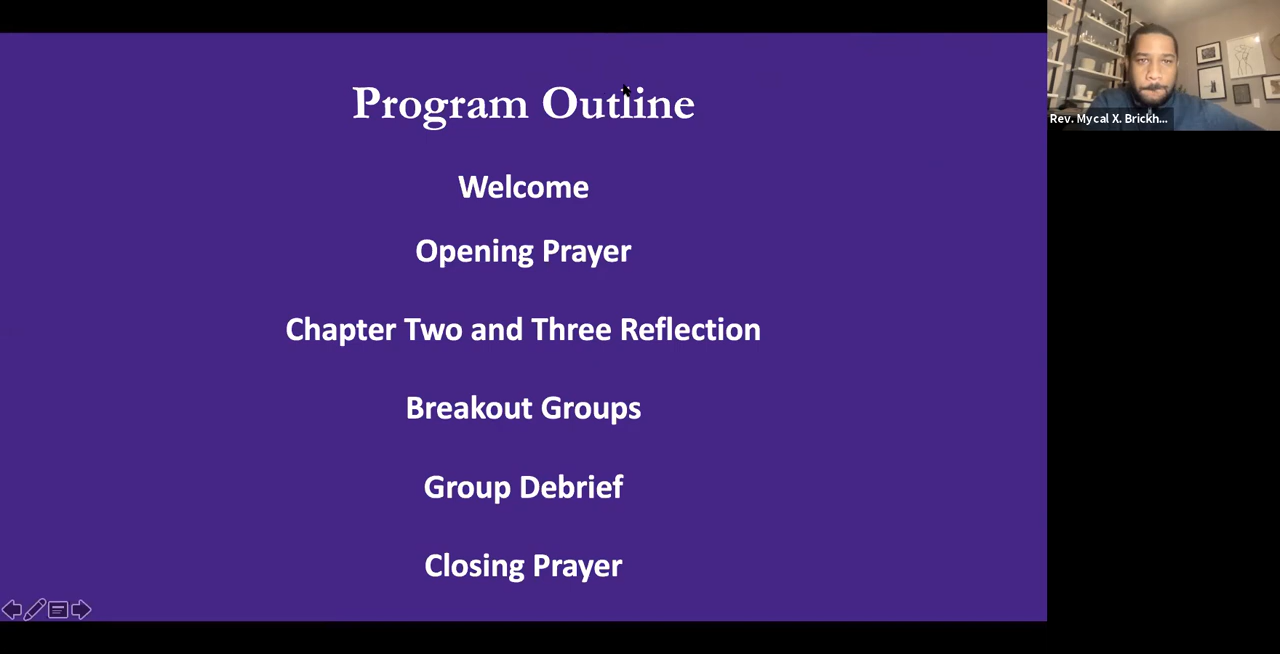 Program Outline
Welcome
Opening Prayer
Chapter Two and Three Reflection
Breakout Groups
Group Debrief
Closing Prayer
Rev. Mycal X. Brickh...